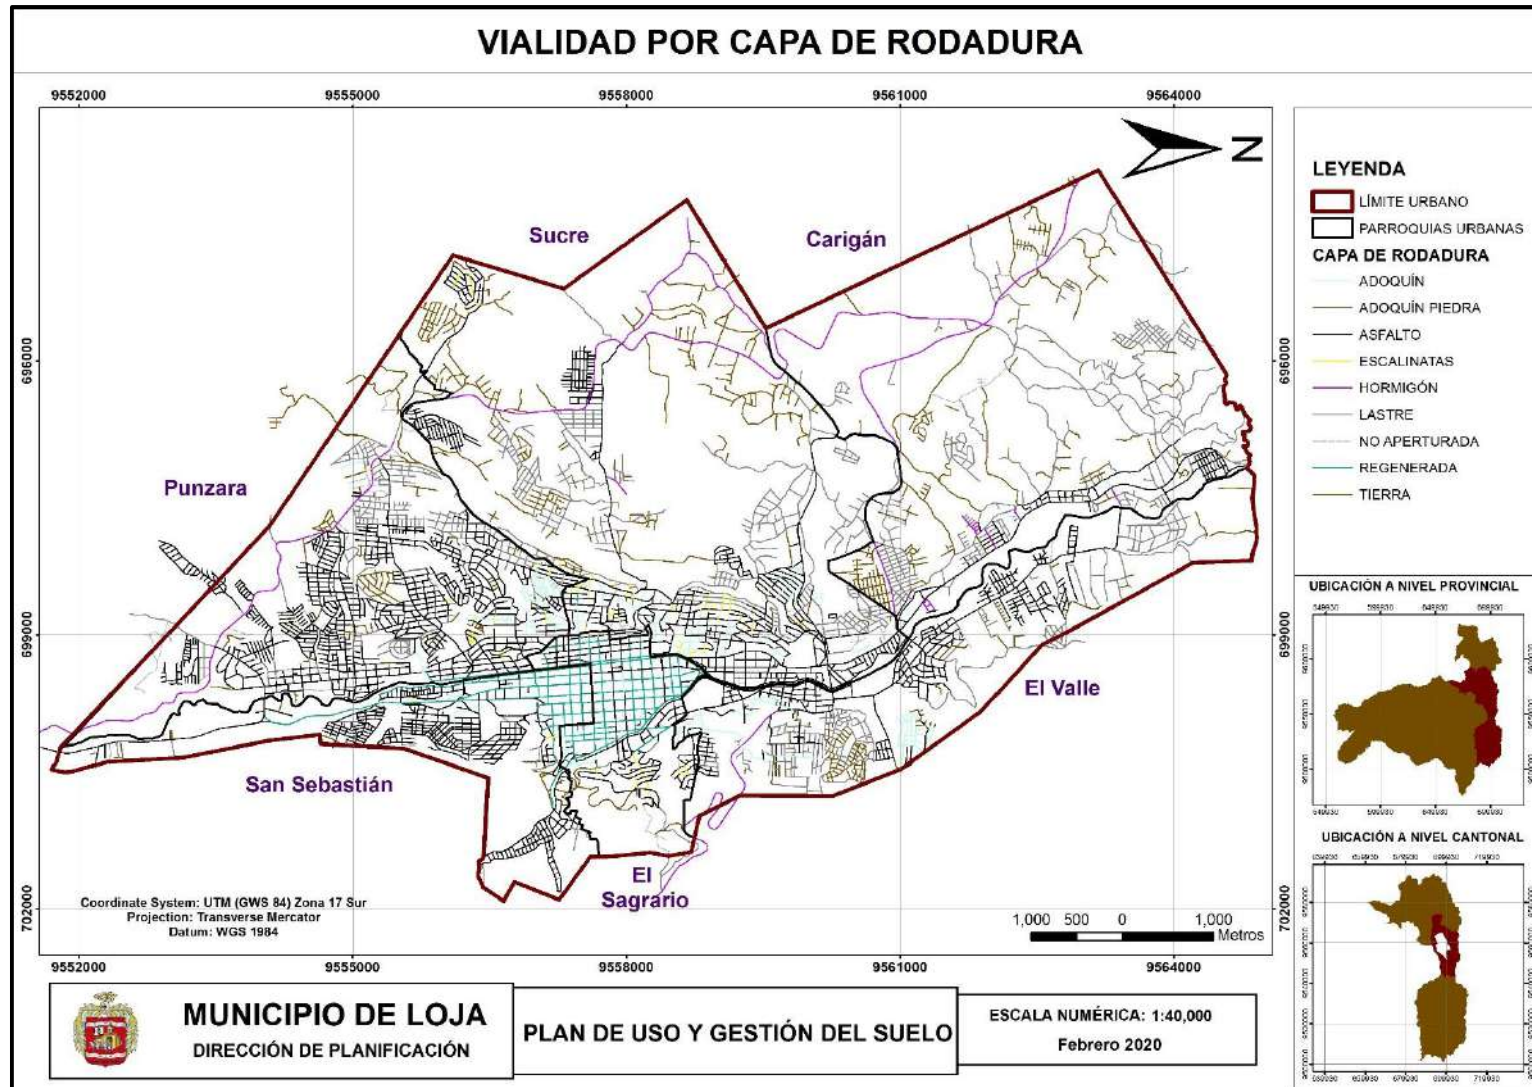 VIALIDAD POR CAPA DE RODADURA
9552000 9555000 9558000 9561000 9564000
N
Sucre
Carigán
Punzara
El Valle
San Sebastián
El
Sagrario
696000
699000
702000
696000
699000
702000
Coordinate System: UTM (GWS 84) Zona 17 Sur
Projection: Transverse Mercator
Datum: WGS 1984
1,000 500 0 1,000
Metros
9552000 9555000 9558000 9561000 9564000
LEYENDA
LÍMITE URBANO
PARROQUIAS URBANAS
CAPA DE RODADURA
ADOQUÍN
ADOQUÍN PIEDRA
ASFALTO
ESCALINATAS
HORMIGÓN
LASTRE
NO APERTURADA
REGENERADA
TIERRA
UBICACIÓN A NIVEL PROVINCIAL
UBICACIÓN A NIVEL CANTONAL
MUNICIPIO DE LOJA
DIRECCIÓN DE PLANIFICACIÓN
PLAN DE USO Y GESTIÓN DEL SUELO
ESCALA NUMÉRICA: 1:40,000
Febrero 2020